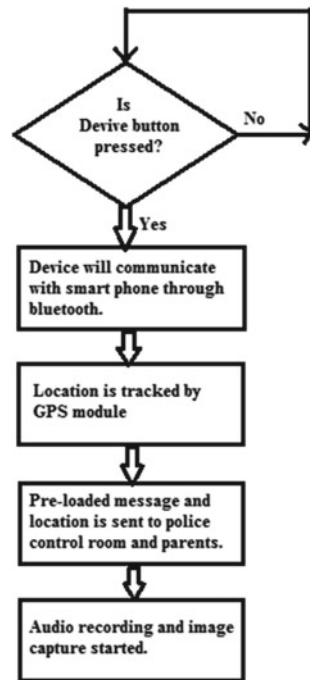 Is
Devive button
pressed?
No
Yes
Device will communicate
with smart phone through
bluetooth.
Location is tracked by
GPS module
Pre-loaded message and
location is sent to police
control room and parents.
Audio recording and image
capture started.